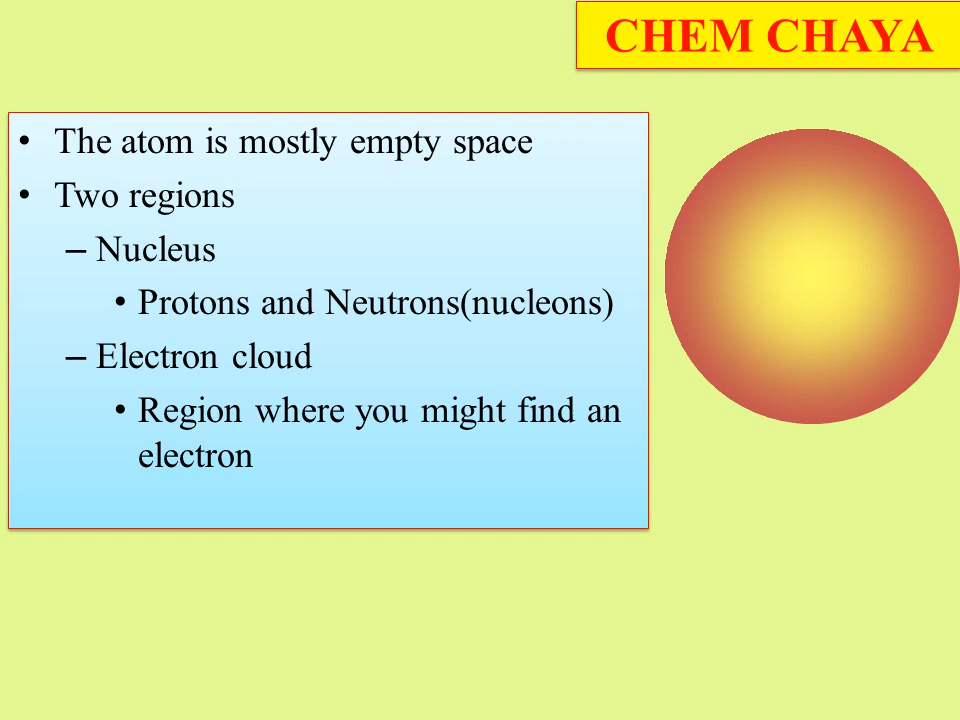 CHEM CHAYA
• The atom is mostly empty space
• Two regions
– Nucleus
• Protons and Neutrons(nucleons)
– Electron cloud
• Region where you might find an
electron